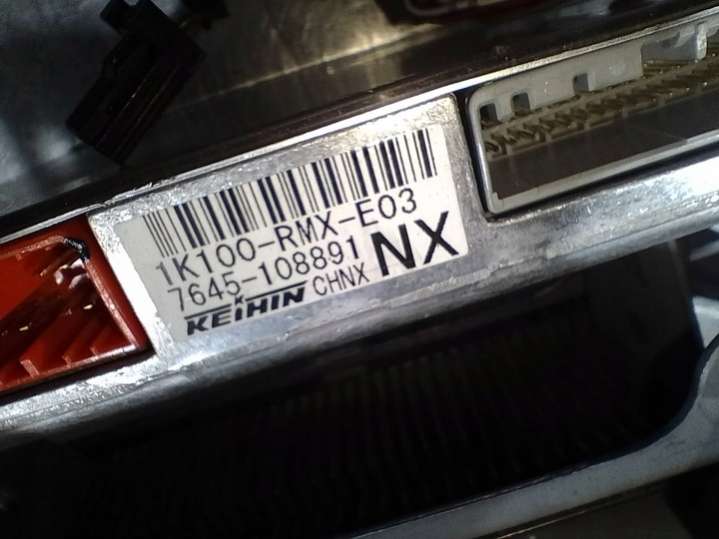 1K100-RMX-E03
7645-108891
KEIHIN CHNX NX